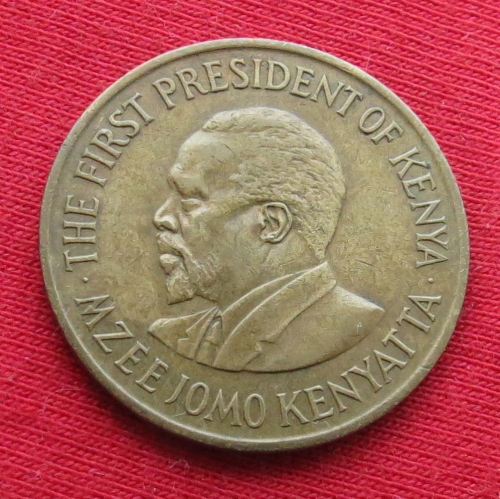 THE FIRST PRESIDENT OF KENYA
· MZEE JOMO KENYATTA ·